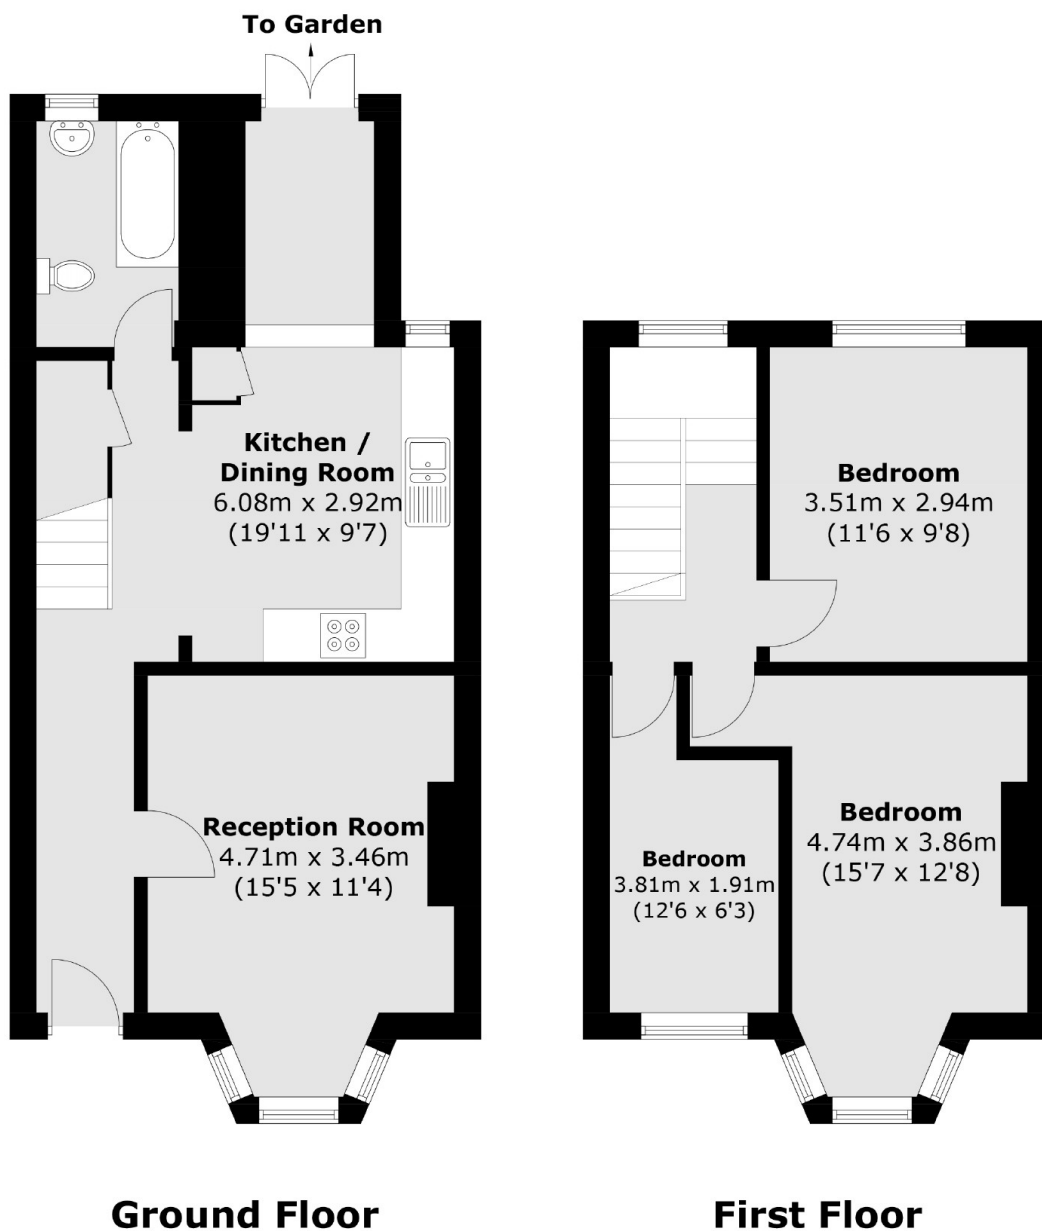 To Garden
Kitchen /
Dining Room
6.08m x 2.92m
(19'11 x 9'7)
Reception Room
4.71m x 3.46m
(15'5 x 11'4)
Ground Floor
Bedroom
3.51m x 2.94m
(11'6 x 9'8)
Bedroom
4.74m x 3.86m
(15'7 x 12'8)
Bedroom
3.81m x 1.91m
(12'6 x 6'3)
First Floor